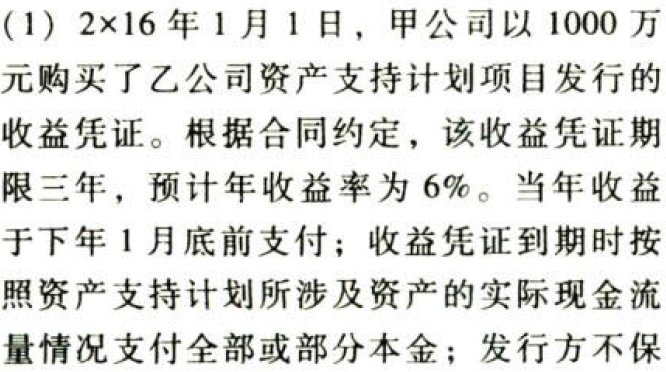 (1) 2×16 年 1 月 1 日，甲公司以 1000 万
元购买了乙公司资产支持计划项目发行的
收益凭证。根据合同约定，该收益凭证期
限三年，预计年收益率为 6%。当年收益
于下年 1 月底前支付；收益凭证到期时按
照资产支持计划所涉及资产的实际现金流
量情况支付全部或部分本金；发行方不保